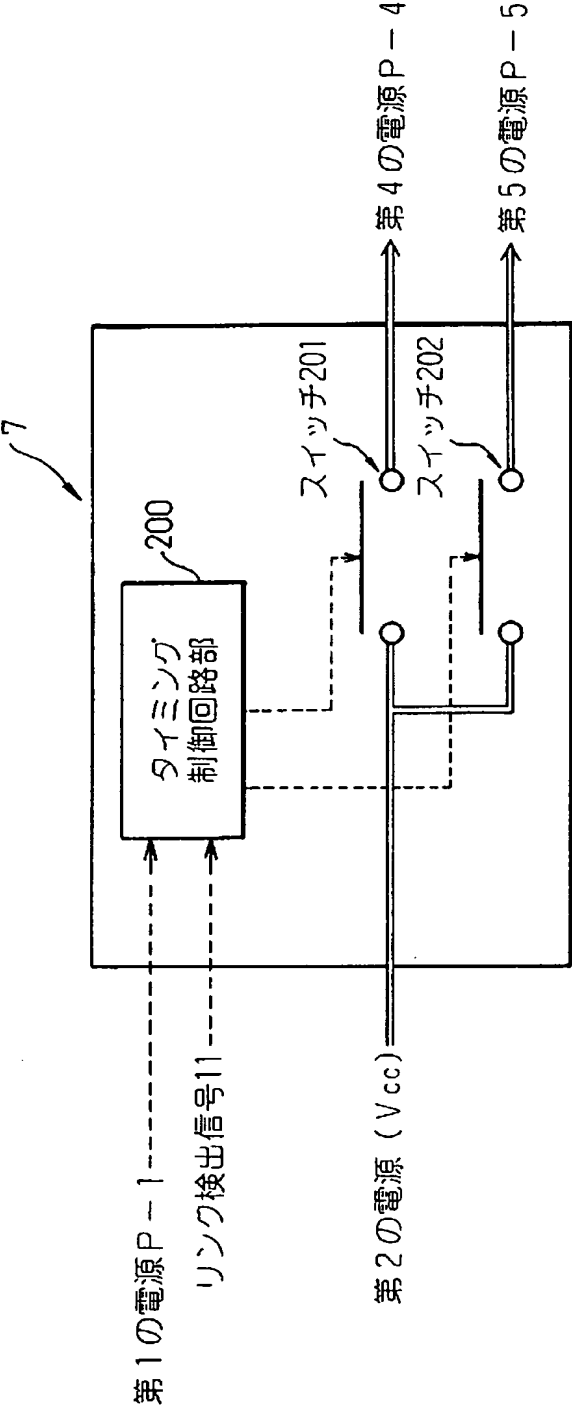 7
200
タイミング
制御回路部
第1の電源P－1
リンク検出信号11
スイッチ201
第4の電源P－4
スイッチ202
第2の電源(Vcc)
第5の電源P－5